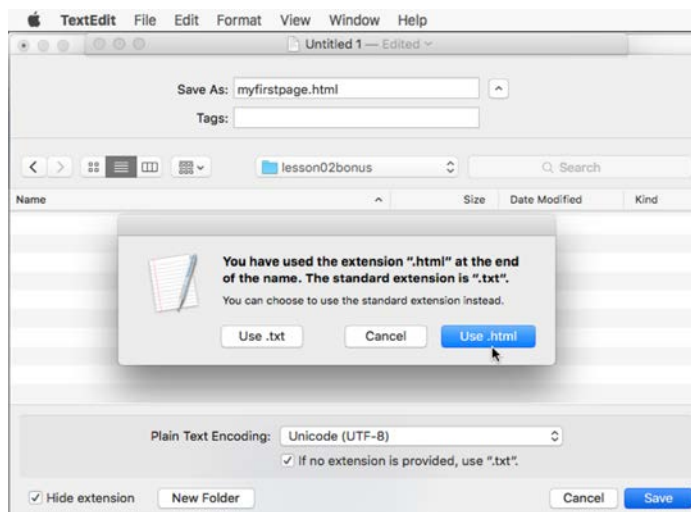 TextEdit File Edit Format View Window Help
Untitled 1 — Edited
Save As: myfirstpage.html
Tags:
lesson02bonus
Search
Name Size Date Modified Kind
You have used the extension “.html” at the end
of the name. The standard extension is “.txt”.
You can choose to use the standard extension instead.
Use .txt Cancel Use .html
Plain Text Encoding: Unicode (UTF-8)
If no extension is provided, use “.txt”.
Hide extension New Folder Cancel Save